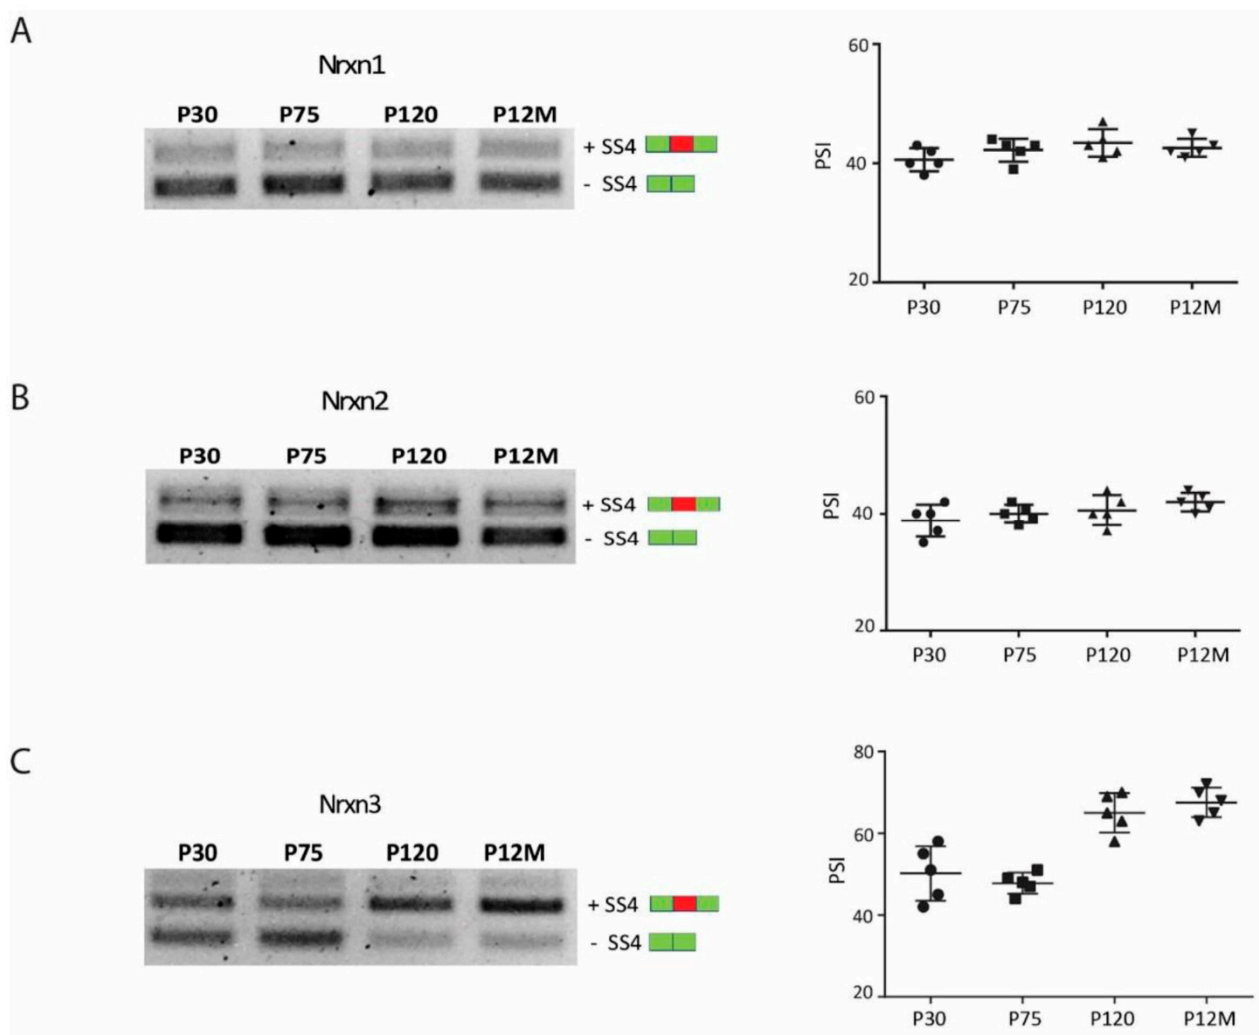 A
Nrxn1
P30 P75 P120 P12M
+ SS4
- SS4
60
40
20
PSI
P30 P75 P120 P12M
B
Nrxn2
P30 P75 P120 P12M
+ SS4
- SS4
60
40
20
PSI
P30 P75 P120 P12M
C
Nrxn3
P30 P75 P120 P12M
+ SS4
- SS4
80
60
40
20
PSI
P30 P75 P120 P12M